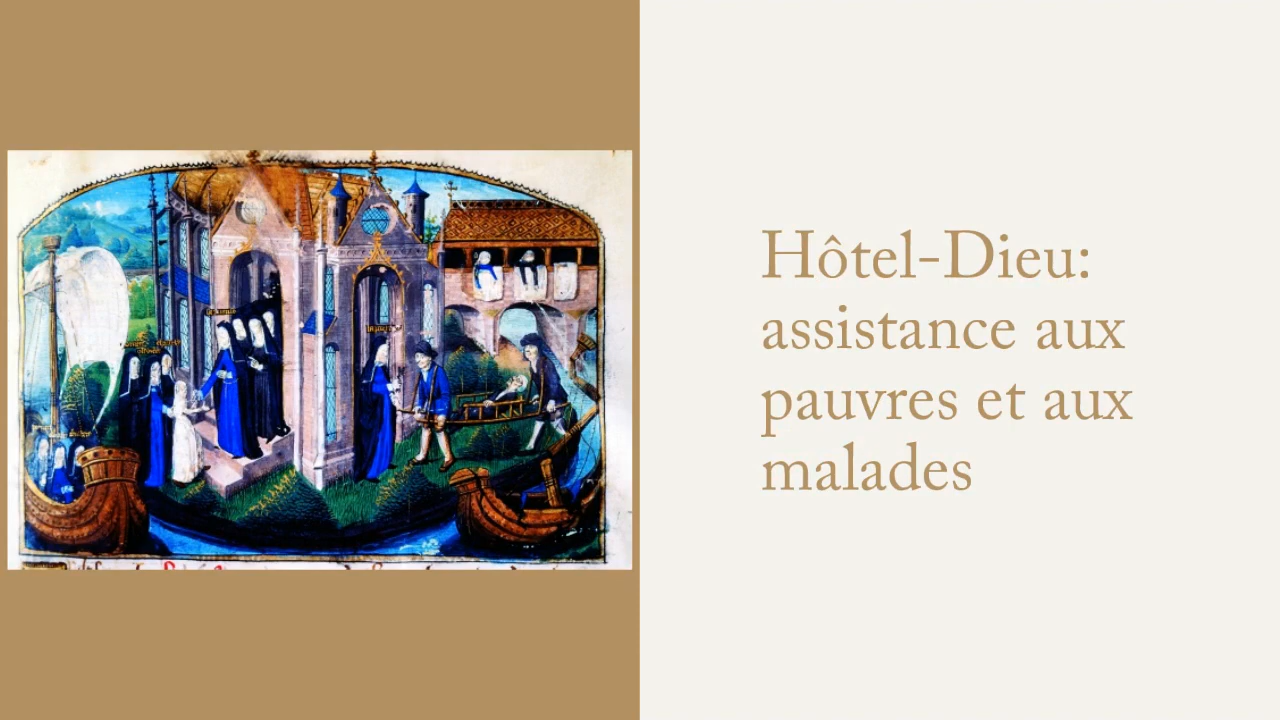 Hôtel-Dieu:
assistance aux
pauvres et aux
malades